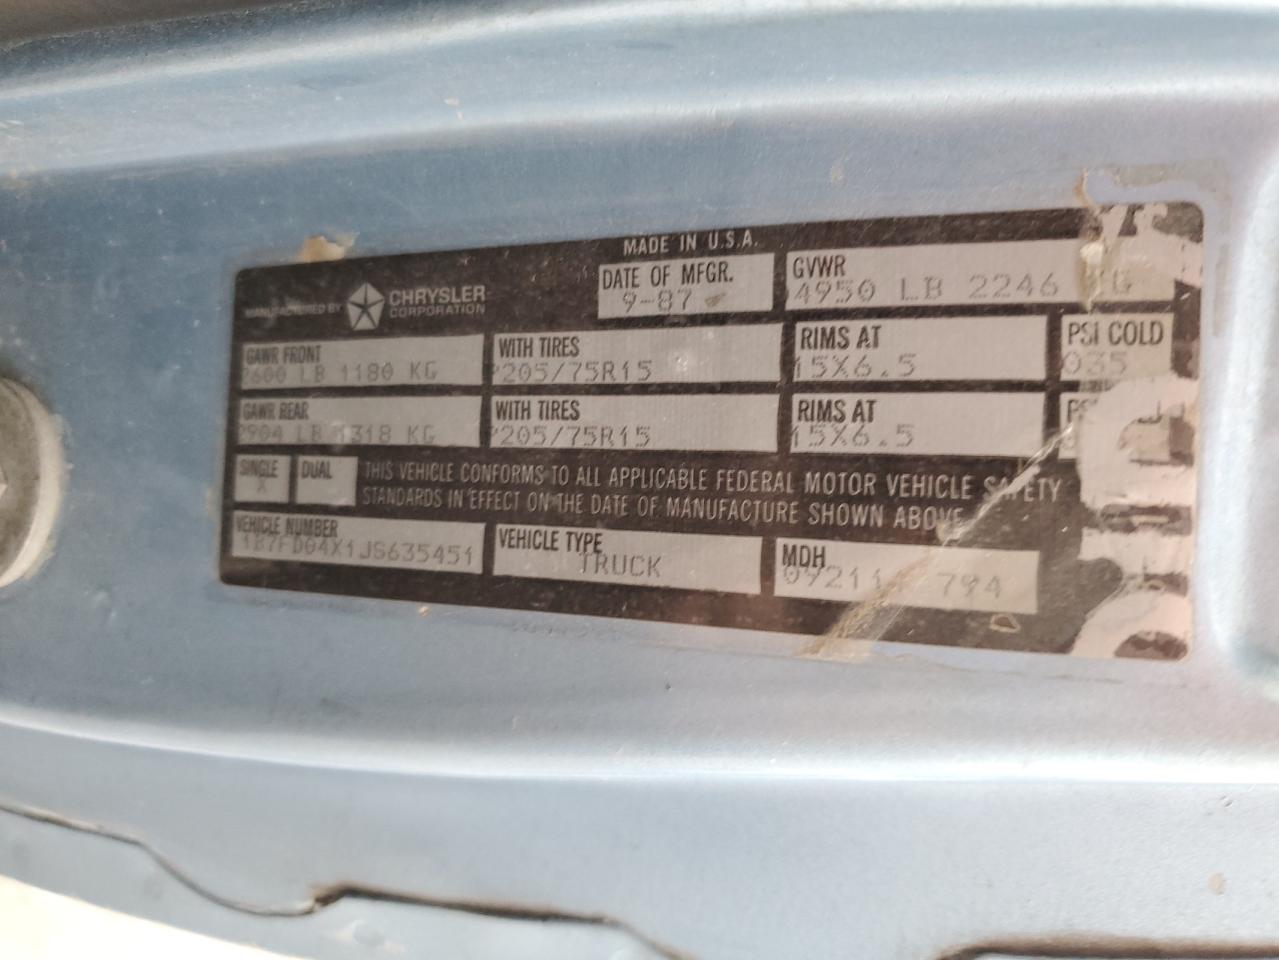 MADE IN U.S.A.
MANUFACTURED BY CHRYSLER CORPORATION
DATE OF MFGR. 9-87
GVWR 4950 LB 2246 KG
GAWR FRONT 2600 LB 1180 KG
WITH TIRES P205/75R15
RIMS AT 15X6.5
PSI COLD 035
GAWR REAR 2904 LB 1318 KG
WITH TIRES P205/75R15
RIMS AT 15X6.5
SINGLE X
DUAL
THIS VEHICLE CONFORMS TO ALL APPLICABLE FEDERAL MOTOR VEHICLE SAFETY
STANDARDS IN EFFECT ON THE DATE OF MANUFACTURE SHOWN ABOVE
VEHICLE NUMBER 1B7FD04X1JS635451
VEHICLE TYPE TRUCK
MDH 09211 794